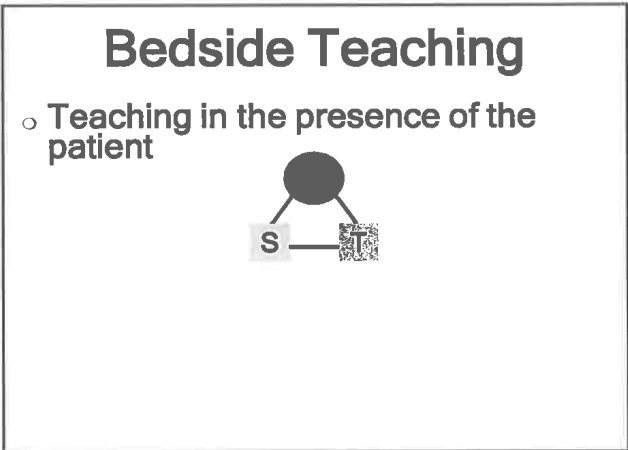 Bedside Teaching
Teaching in the presence of the
patient
S T